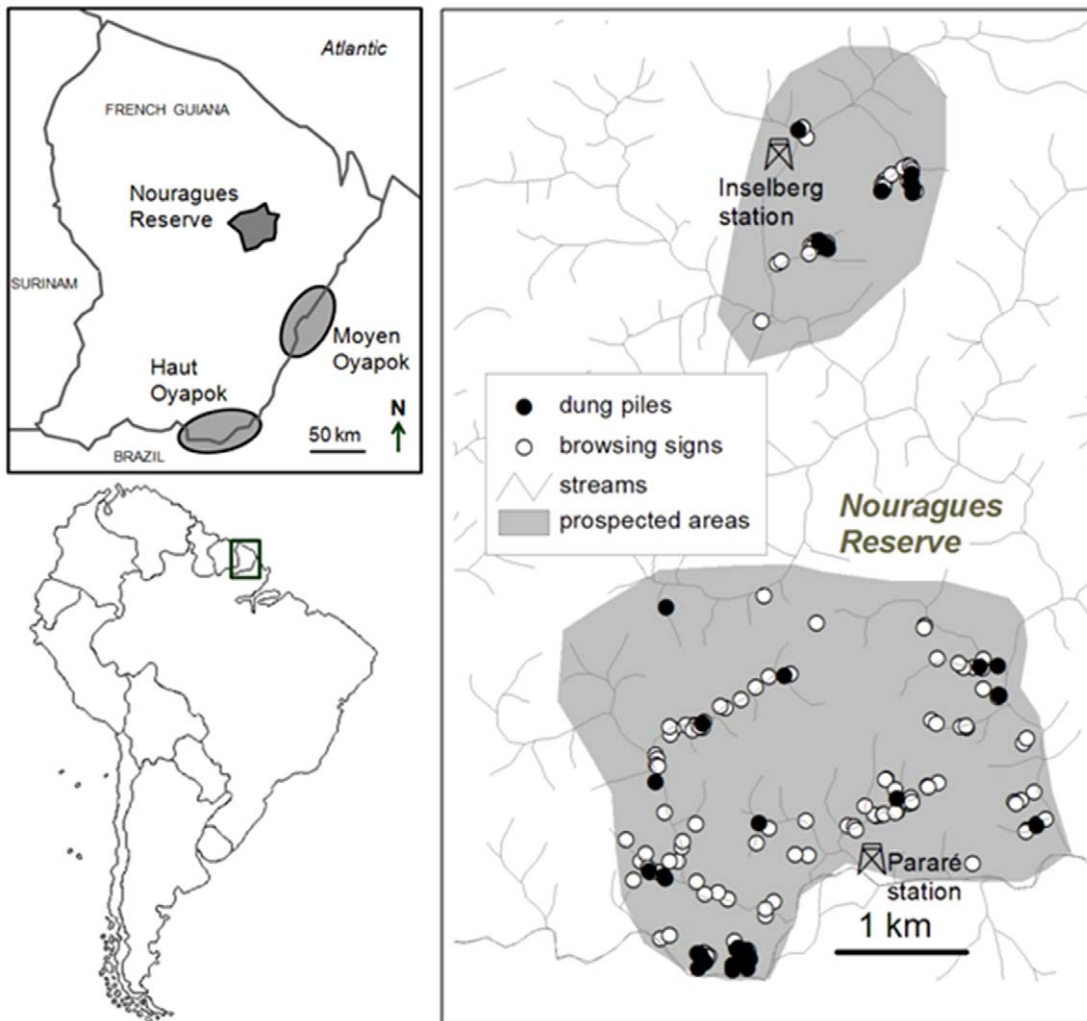 Atlantic
FRENCH GUIANA
Nouragues
Reserve
SURINAM
Moyen
Oyapok
Haut
Oyapok
N
50 km
BRAZIL
Inselberg
station
dung piles
browsing signs
streams
prospected areas
Nouragues
Reserve
Pararé
station
1 km